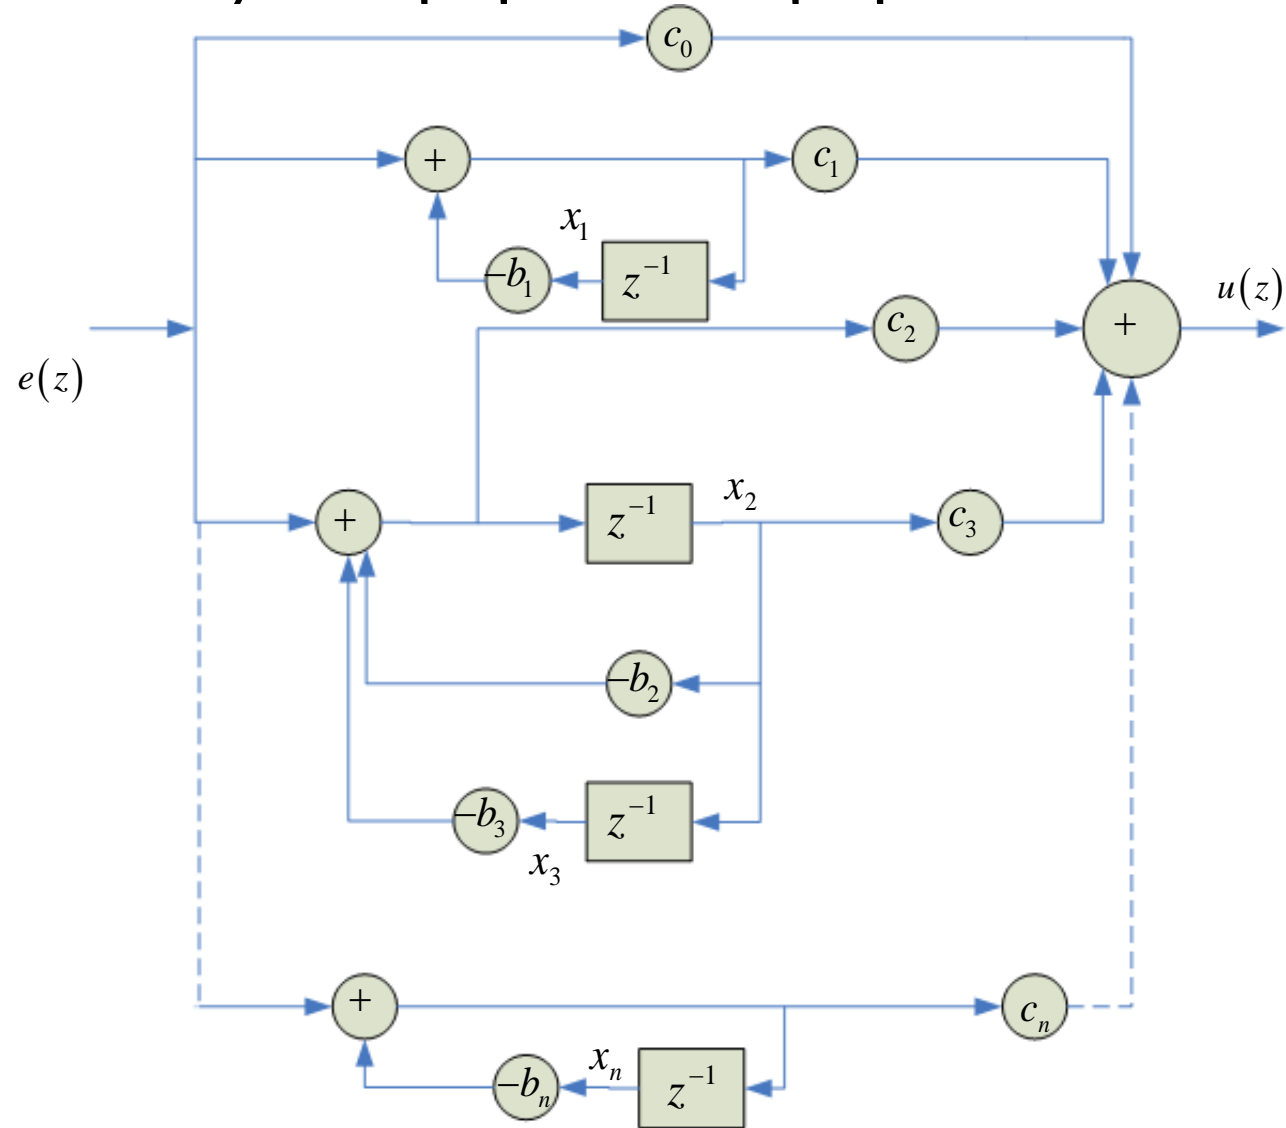 c₀
+
c₁
x₁
−b₁
z⁻¹
u(z)
c₂
+
e(z)
x₂
+
z⁻¹
c₃
−b₂
−b₃
z⁻¹
x₃
+
cₙ
xₙ
−bₙ
z⁻¹